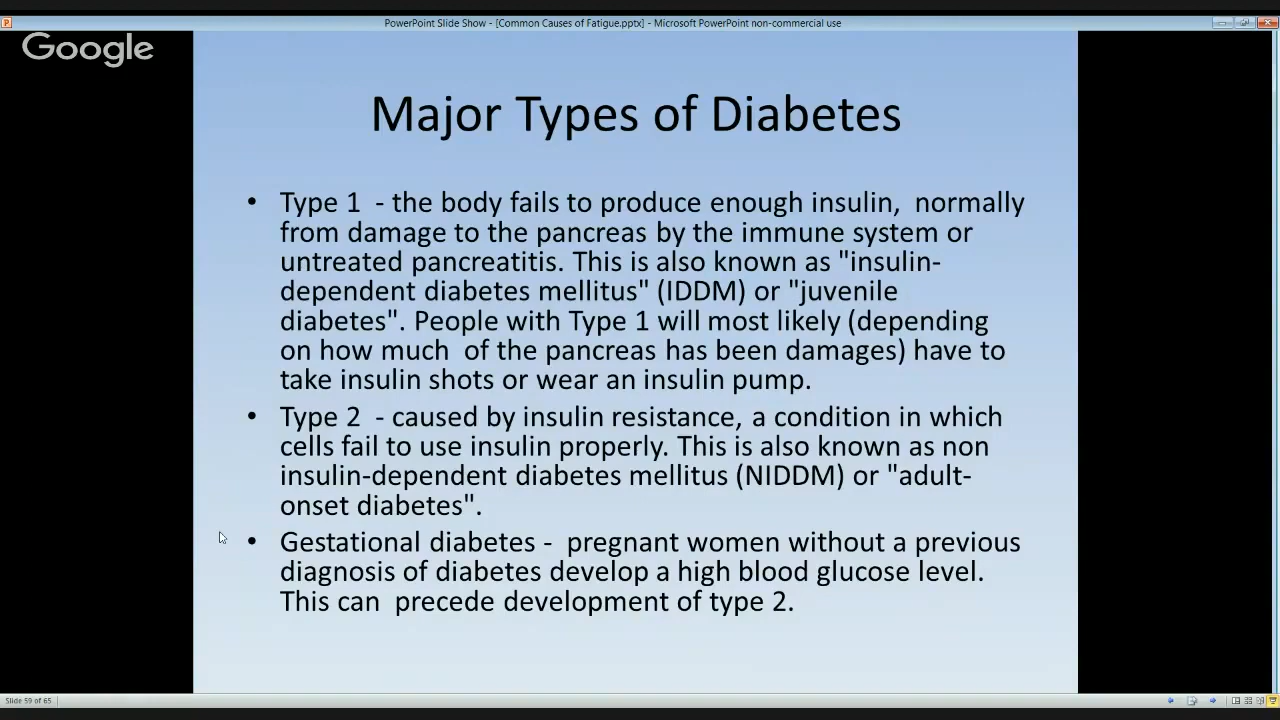 PowerPoint Slide Show - [Common Causes of Fatigue.pptx] - Microsoft PowerPoint non-commercial use
Google
Major Types of Diabetes
• Type 1  - the body fails to produce enough insulin,  normally
from damage to the pancreas by the immune system or
untreated pancreatitis. This is also known as "insulin-
dependent diabetes mellitus" (IDDM) or "juvenile
diabetes". People with Type 1 will most likely (depending
on how much  of the pancreas has been damages) have to
take insulin shots or wear an insulin pump.
• Type 2  - caused by insulin resistance, a condition in which
cells fail to use insulin properly. This is also known as non
insulin-dependent diabetes mellitus (NIDDM) or "adult-
onset diabetes".
• Gestational diabetes -  pregnant women without a previous
diagnosis of diabetes develop a high blood glucose level.
This can  precede development of type 2.
Slide 59 of 65